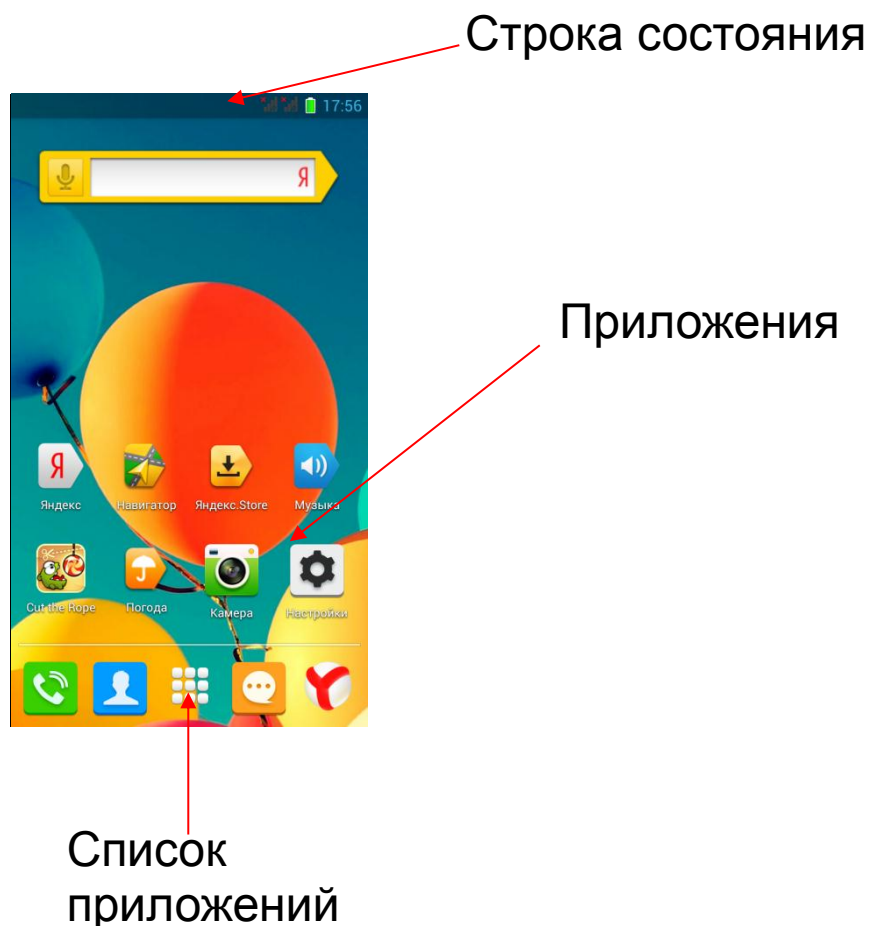 Строка состояния
17:56
Я
Приложения
Я
Яндекс Навигатор Яндекс.Store Музыка
Cut the Rope Погода Камера Настройки
Список
приложений